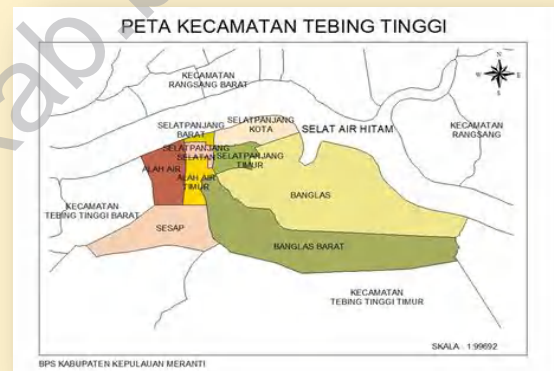 PETA KECAMATAN TEBING TINGGI
N
W
E
S
KECAMATAN
RANGSANG BARAT
SELATPANJANG
KOTA
SELAT AIR HITAM
KECAMATAN
RANGSANG
SELATPANJANG
BARAT
SELATPANJANG
SELATAN
SELATPANJANG
TIMUR
ALAH AIR
ALAH AIR
TIMUR
BANGLAS
KECAMATAN
TEBING TINGGI BARAT
SESAP
BANGLAS BARAT
KECAMATAN
TEBING TINGGI TIMUR
SKALA : 1:99692
BPS KABUPATEN KEPULAUAN MERANTI
kab.